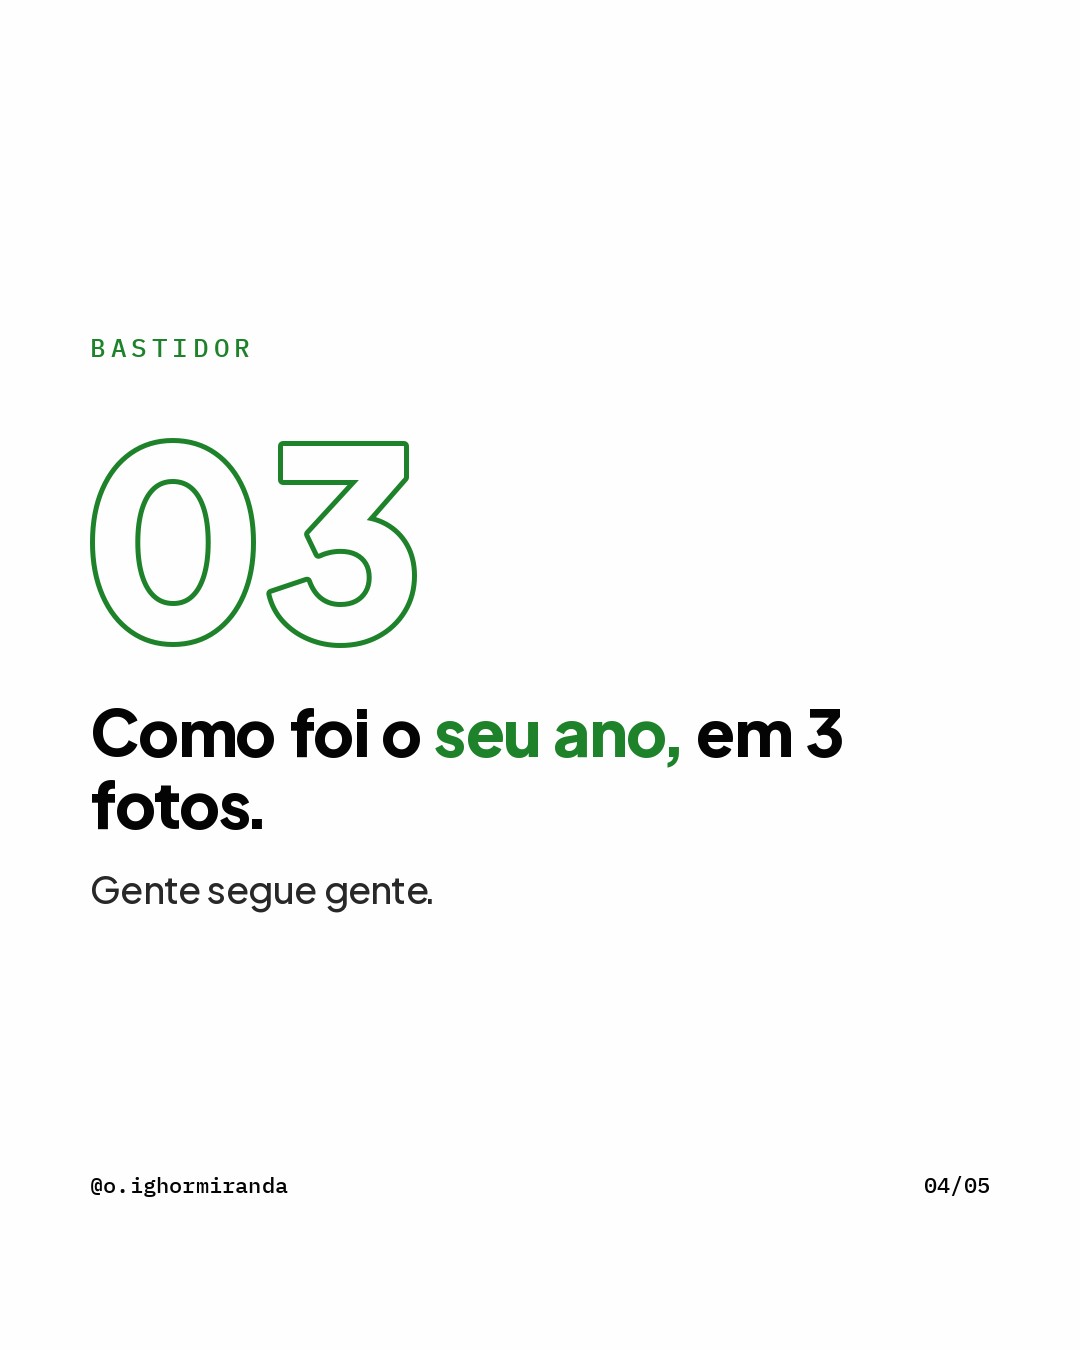 BASTIDOR
03
Como foi o seu ano, em 3
fotos.
Gente segue gente.
@o.ighormiranda
04/05